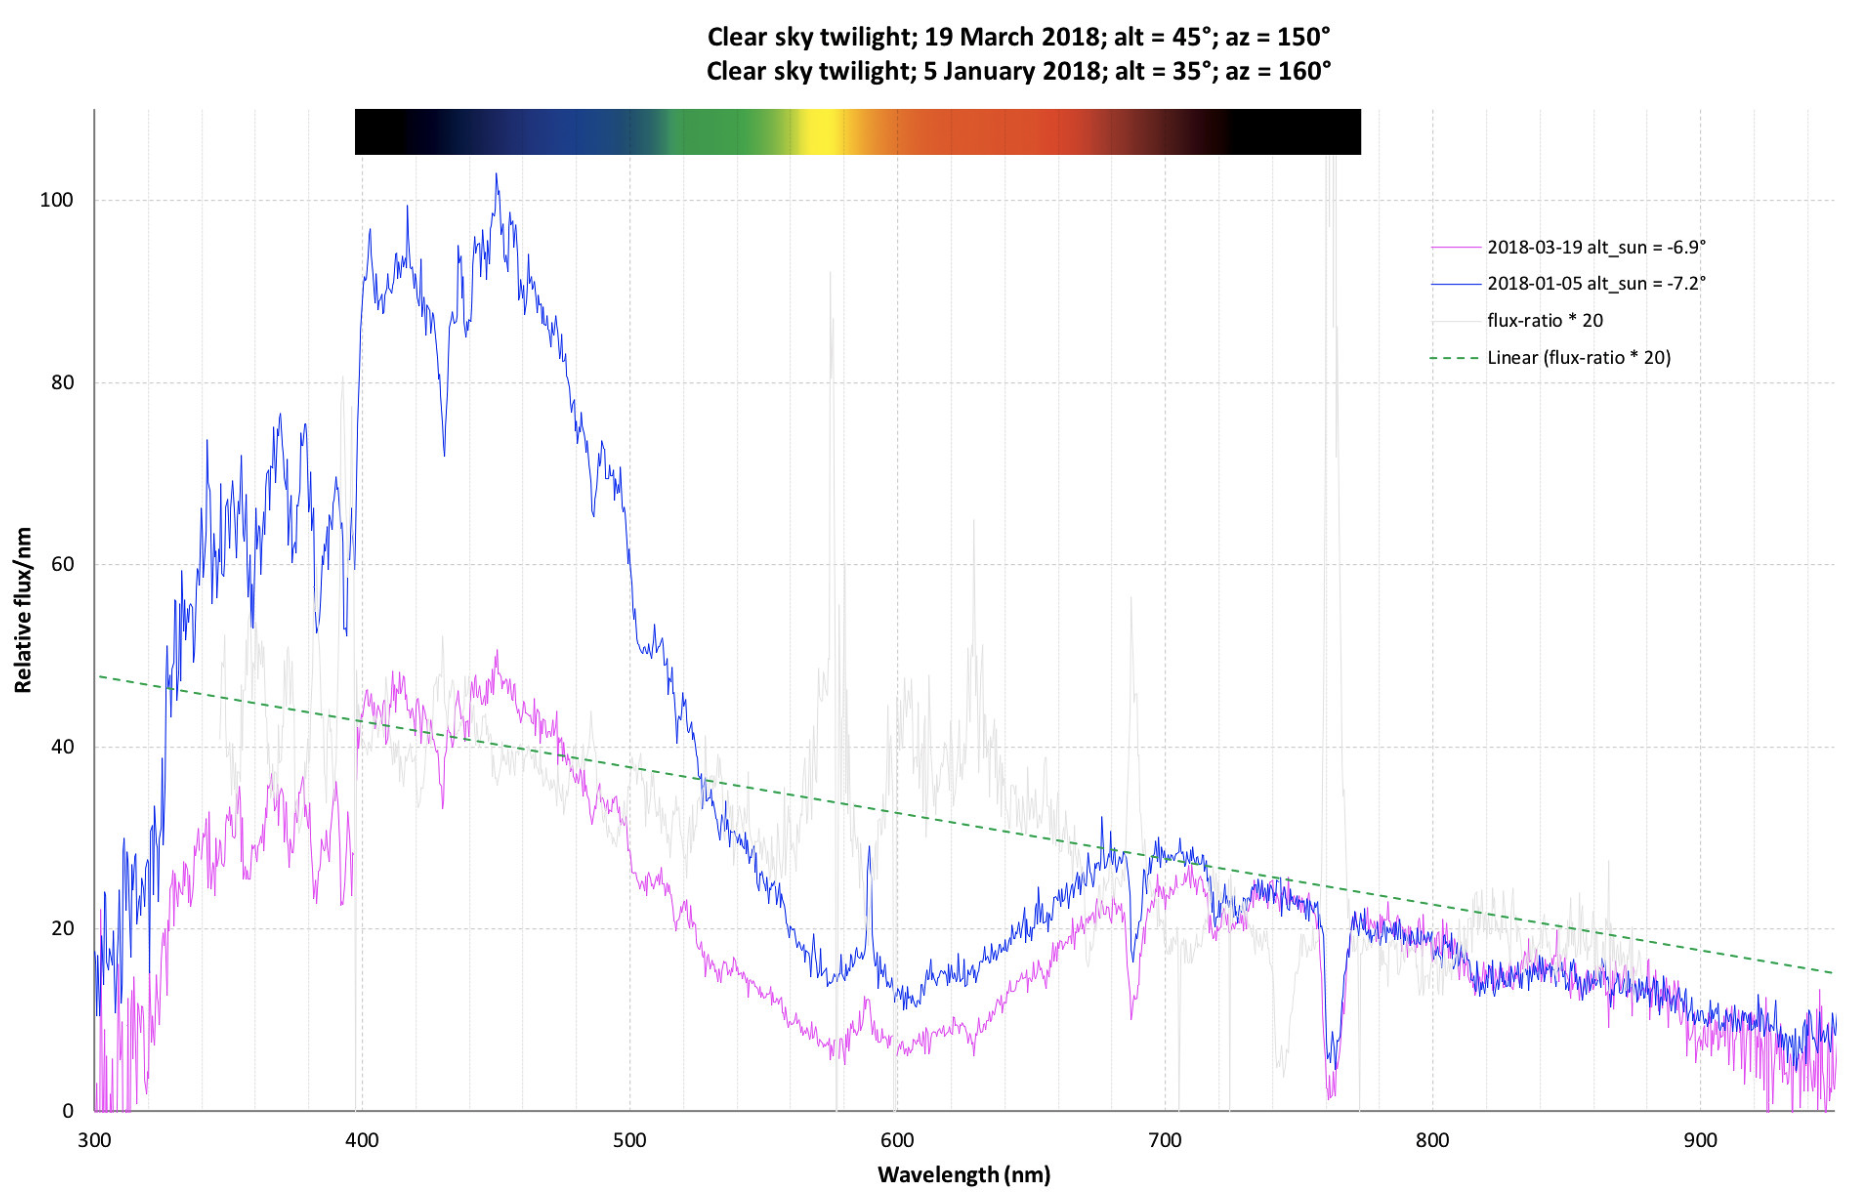 Clear sky twilight; 19 March 2018; alt = 45°; az = 150°
Clear sky twilight; 5 January 2018; alt = 35°; az = 160°
2018-03-19 alt_sun = -6.9°
2018-01-05 alt_sun = -7.2°
flux-ratio * 20
Linear (flux-ratio * 20)
Relative flux/nm
100
80
60
40
20
0
300 400 500 600 700 800 900
Wavelength (nm)